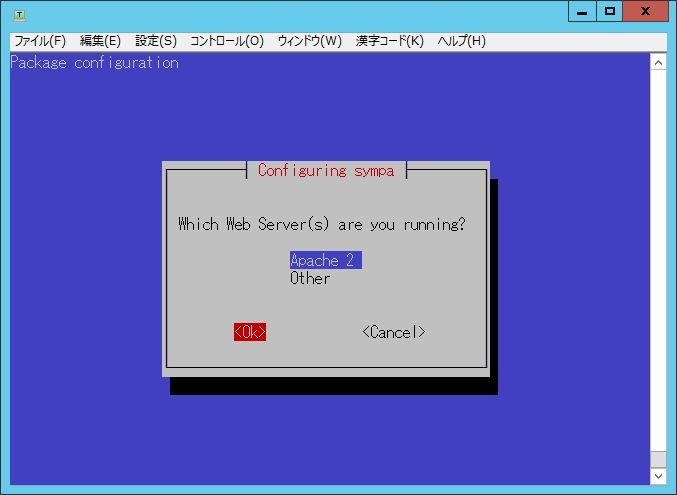 ファイル(F) 編集(E) 設定(S) コントロール(O) ウィンドウ(W) 漢字コード(K) ヘルプ(H)
Package configuration
Configuring sympa
Which Web Server(s) are you running?
Apache 2
Other
<Ok> <Cancel>